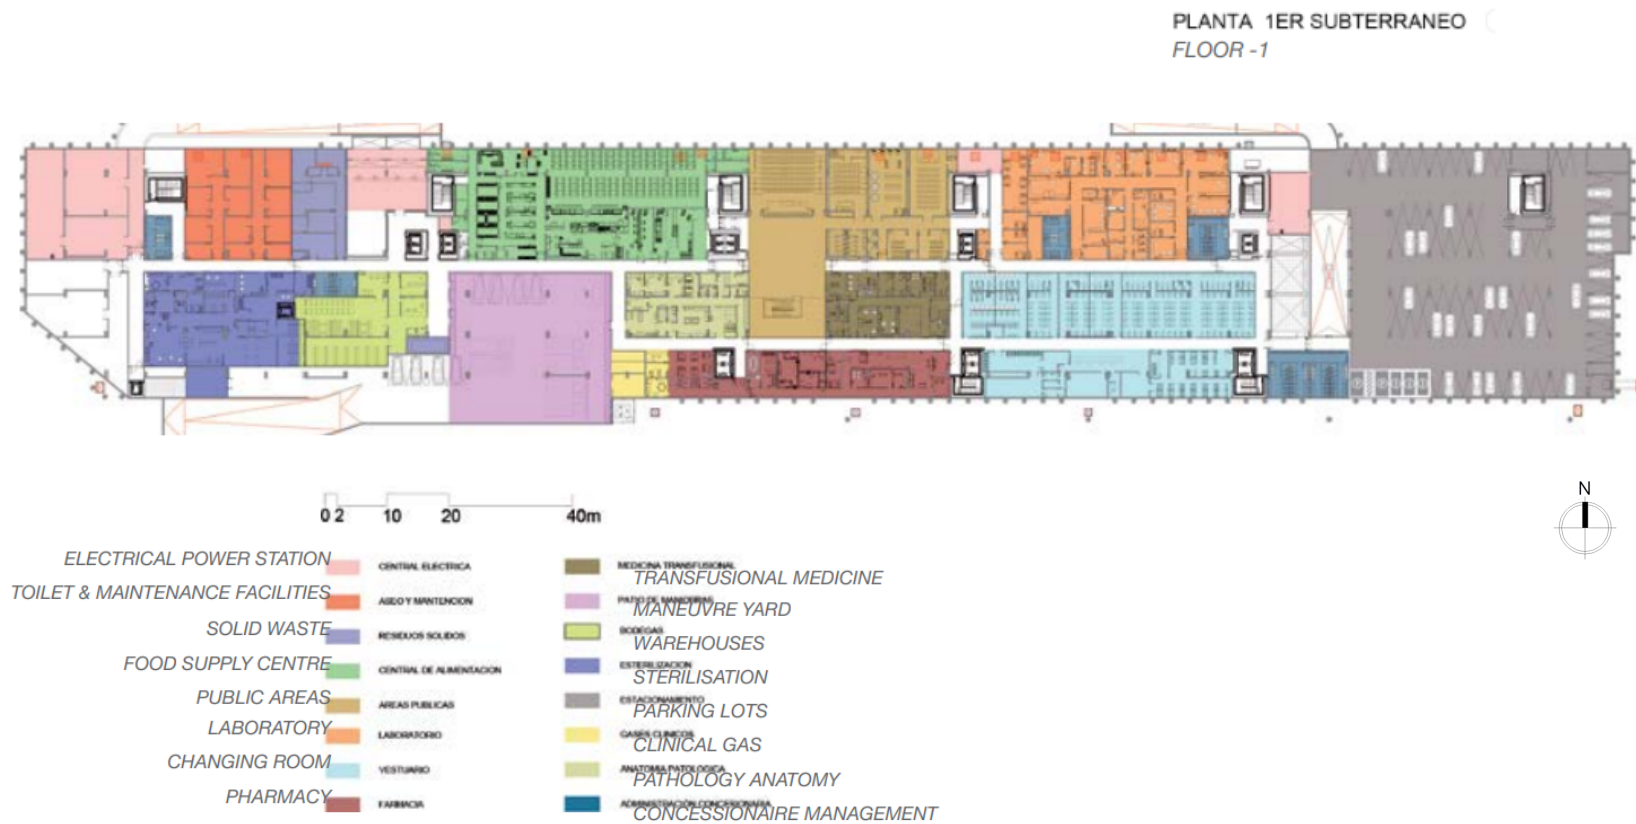 PLANTA 1ER SUBTERRANEO
FLOOR -1
N
0 2 10 20 40m
ELECTRICAL POWER STATION
CENTRAL ELECTRICA
TOILET & MAINTENANCE FACILITIES
ASEO Y MANTENCION
SOLID WASTE
RESIDUOS SOLIDOS
FOOD SUPPLY CENTRE
CENTRAL DE ALIMENTACION
PUBLIC AREAS
AREAS PUBLICAS
LABORATORY
LABORATORIO
CHANGING ROOM
VESTUARIO
PHARMACY
FARMACIA
MEDICINA TRANSFUSIONAL
TRANSFUSIONAL MEDICINE
PATIO DE MANIOBRAS
MANEUVRE YARD
BODEGAS
WAREHOUSES
ESTERILIZACION
STERILISATION
ESTACIONAMIENTO
PARKING LOTS
GASES CLINICOS
CLINICAL GAS
ANATOMIA PATOLOGICA
PATHOLOGY ANATOMY
ADMINISTRACIÓN CONCESIONARIA
CONCESSIONAIRE MANAGEMENT